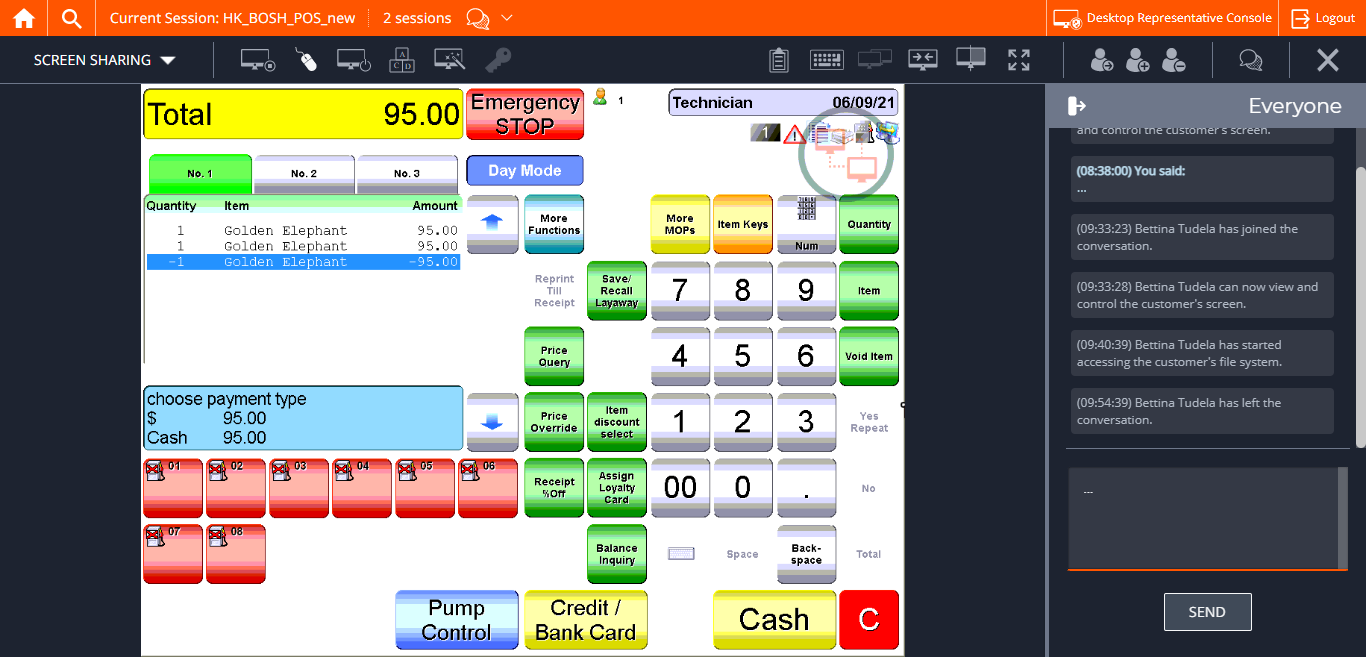 Current Session: HK_BOSH_POS_new
2 sessions
Desktop Representative Console
Logout
SCREEN SHARING
A
B
C D
Total 95.00
Emergency
STOP
1
Technician 06/09/21
1
No. 1
No. 2
No. 3
Day Mode
Quantity Item Amount
1 Golden Elephant 95.00
1 Golden Elephant 95.00
-1 Golden Elephant -95.00
More
Functions
More
MOPs
Item Keys
Num
Quantity
Reprint
Till
Receipt
Save/
Recall
Layaway
7
8
9
Item
Price
Query
4
5
6
Void Item
choose payment type
$ 95.00
Cash 95.00
Price
Override
Item
discount
select
1
2
3
Yes
Repeat
01
02
03
04
05
06
Receipt
%Off
Assign
Loyalty
Card
00
0
.
No
07
08
Balance
Inquiry
Space
Back-
space
Total
Pump
Control
Credit /
Bank Card
Cash
C
Everyone
and control the customer's screen.
(08:38:00) You said:
...
(09:33:23) Bettina Tudela has joined the
conversation.
(09:33:28) Bettina Tudela can now view and
control the customer's screen.
(09:40:39) Bettina Tudela has started
accessing the customer's file system.
(09:54:39) Bettina Tudela has left the
conversation.
...
SEND